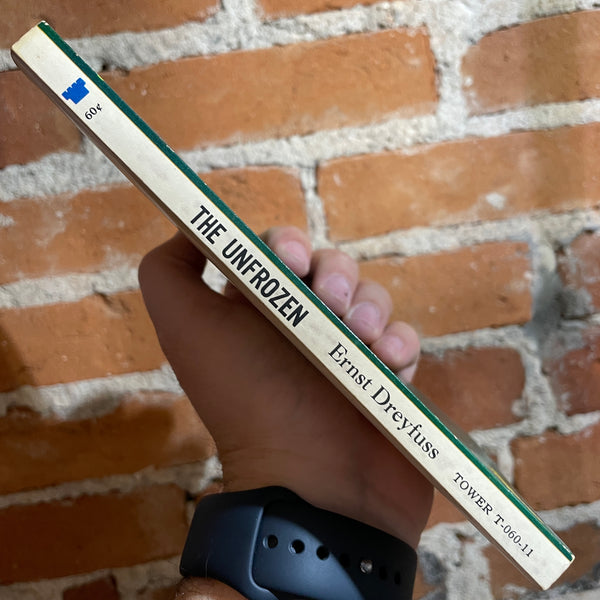 60¢
THE UNFROZEN
Ernst Dreyfuss
TOWER T-060-11